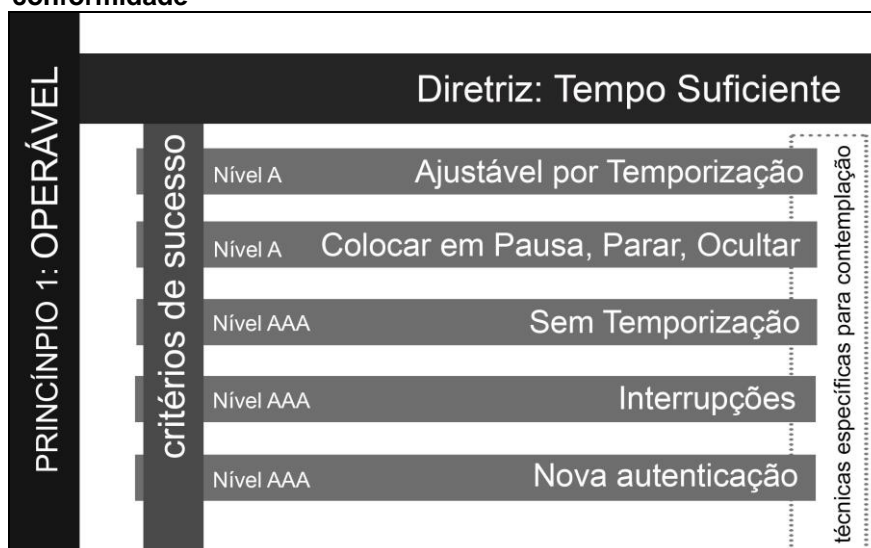 conformidade
PRINCÍNPIO 1: OPERÁVEL
Diretriz: Tempo Suficiente
critérios de sucesso
Nível A Ajustável por Temporização
Nível A Colocar em Pausa, Parar, Ocultar
Nível AAA Sem Temporização
Nível AAA Interrupções
Nível AAA Nova autenticação
técnicas específicas para contemplação